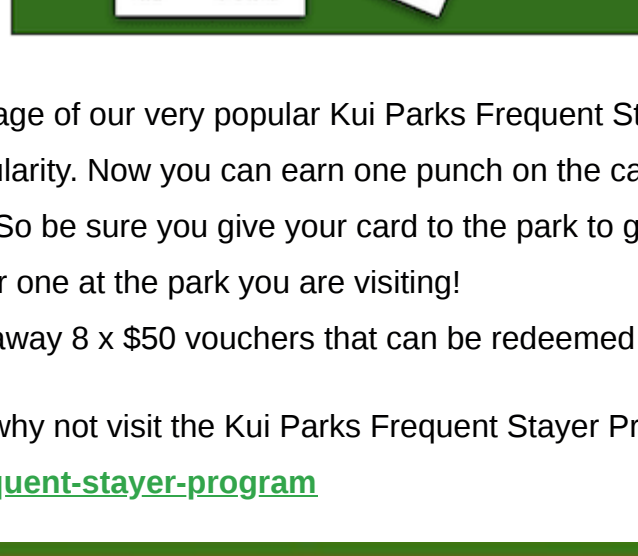 age of our very popular Kui Parks Frequent St
larity. Now you can earn one punch on the ca
So be sure you give your card to the park to g
r one at the park you are visiting!
away 8 x $50 vouchers that can be redeemed
why not visit the Kui Parks Frequent Stayer Pr
quent-stayer-program